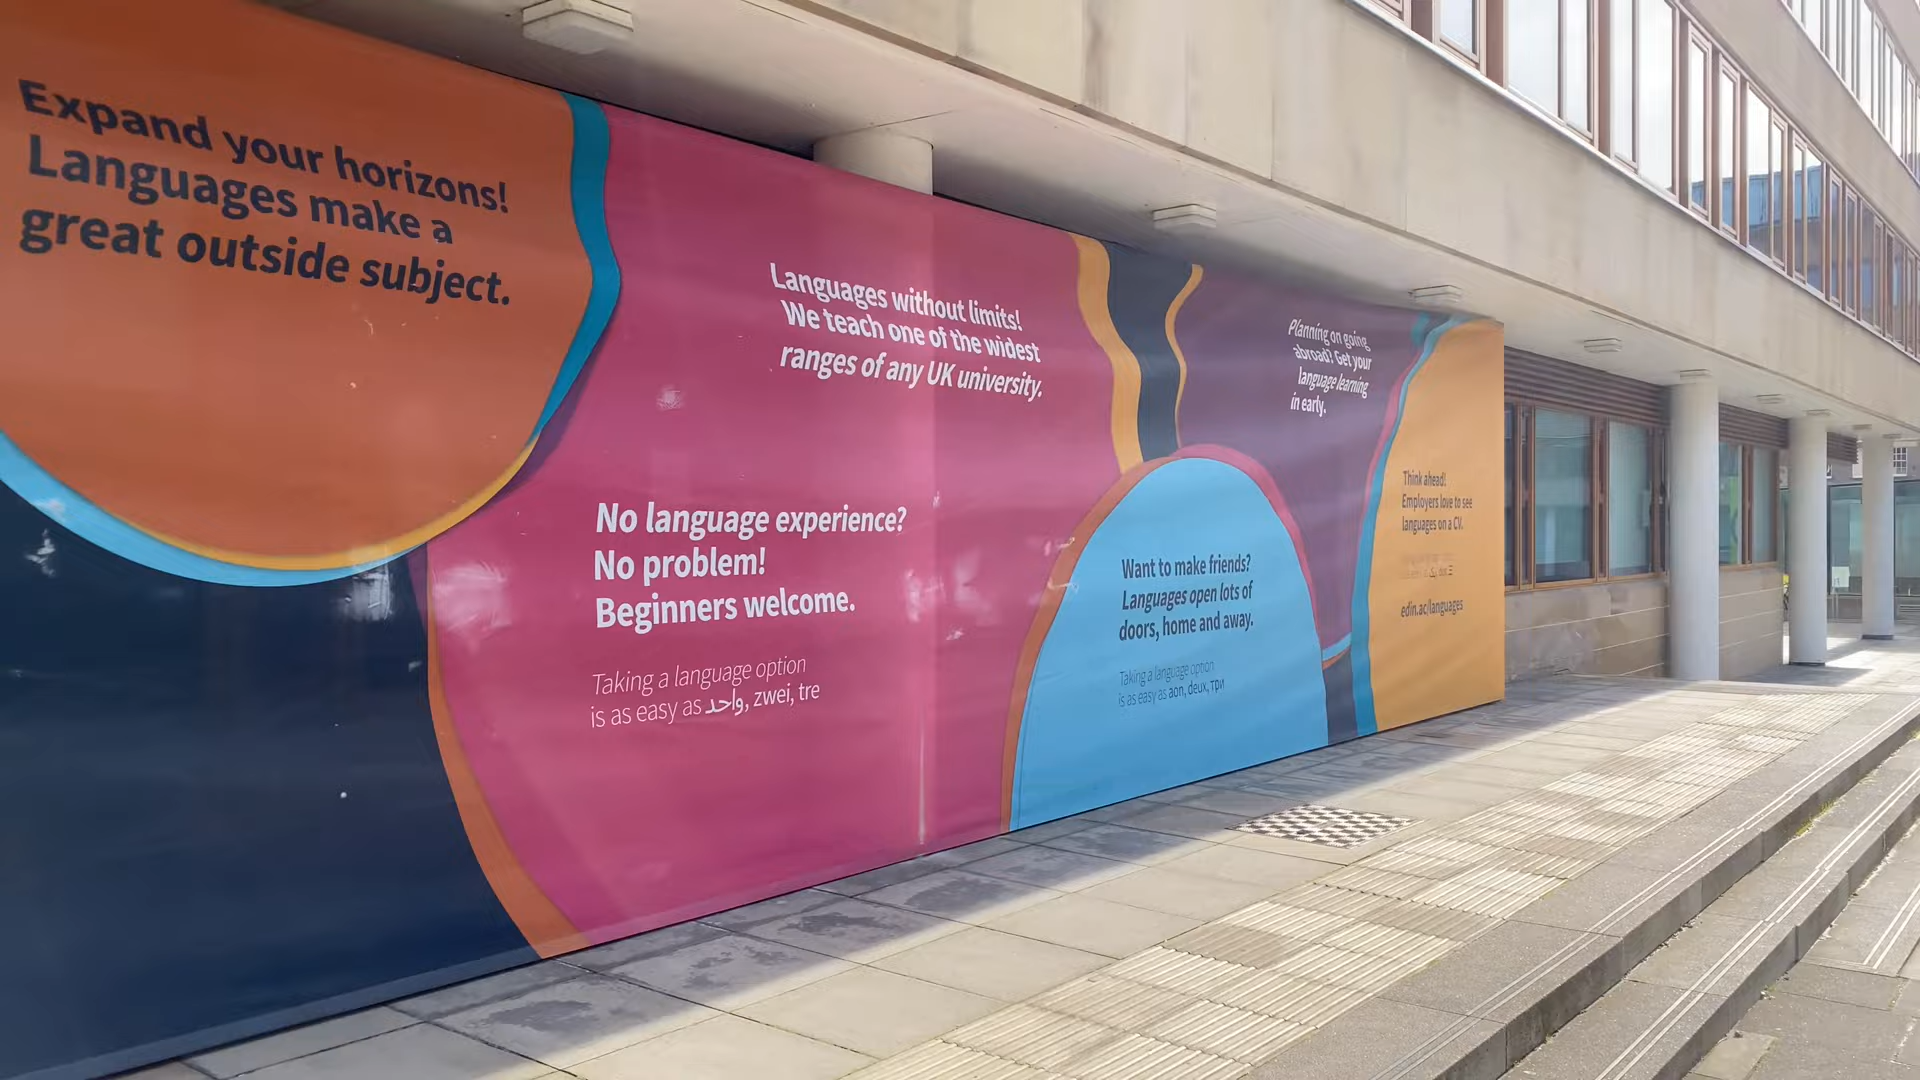 Expand your horizons!
Languages make a
great outside subject.
Languages without limits!
We teach one of the widest
ranges of any UK university.
No language experience?
No problem!
Beginners welcome.
Taking a language option
is as easy as واحد, zwei, tre
Want to make friends?
Languages open lots of
doors, home and away.
Taking a language option
is as easy as aon, deux, три
Planning on going
abroad? Get your
language learning
in early.
Think ahead!
Employers love to see
languages on a CV.
edin.ac/languages